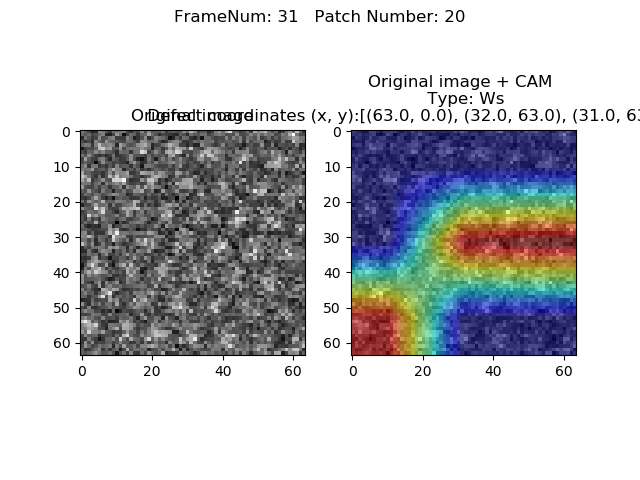 FrameNum: 31   Patch Number: 20
Original image + CAM
Type: Ws
Original image
Defect coordinates (x, y):[(63.0, 0.0), (32.0, 63.0), (31.0, 63
0
10
20
30
40
50
60
0 20 40 60
0
10
20
30
40
50
60
0 20 40 60